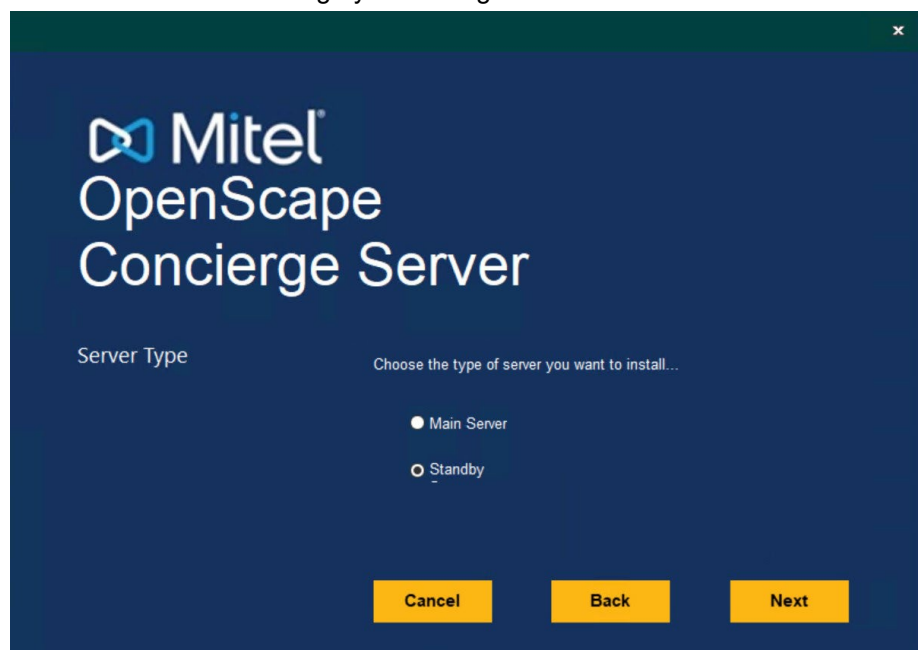 x
Mitel®
OpenScape
Concierge Server
Server Type
Choose the type of server you want to install...
Main Server
Standby
Cancel Back Next